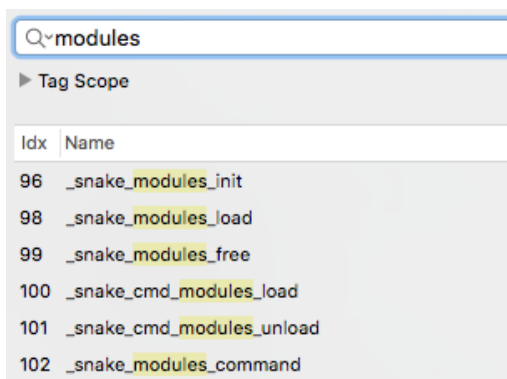 modules
Tag Scope
Idx Name
96 _snake_modules_init
98 _snake_modules_load
99 _snake_modules_free
100 _snake_cmd_modules_load
101 _snake_cmd_modules_unload
102 _snake_modules_command